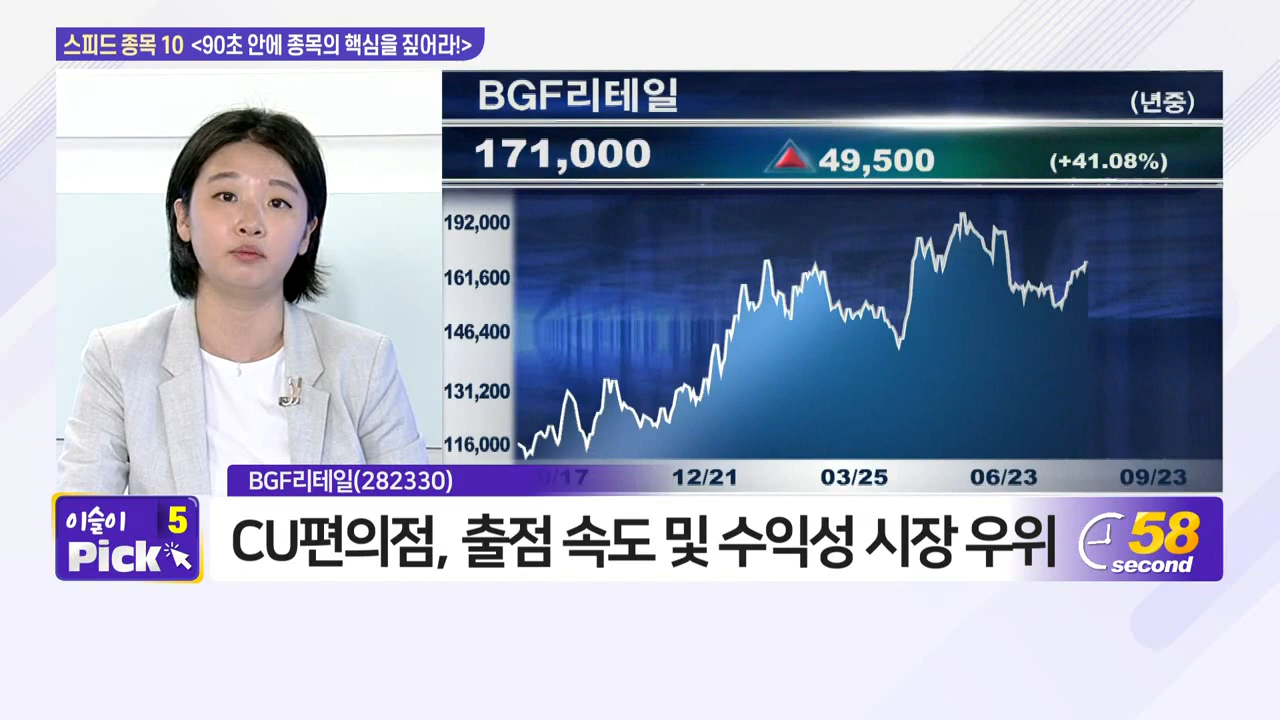 스피드 종목 10 <90초 안에 종목의 핵심을 짚어라!>
BGF리테일 (년중)
171,000 ▲ 49,500 (+41.08%)
192,000
161,600
146,400
131,200
116,000
/17 12/21 03/25 06/23 09/23
BGF리테일(282330)
이슬이 5
Pick
CU편의점, 출점 속도 및 수익성 시장 우위
58
second